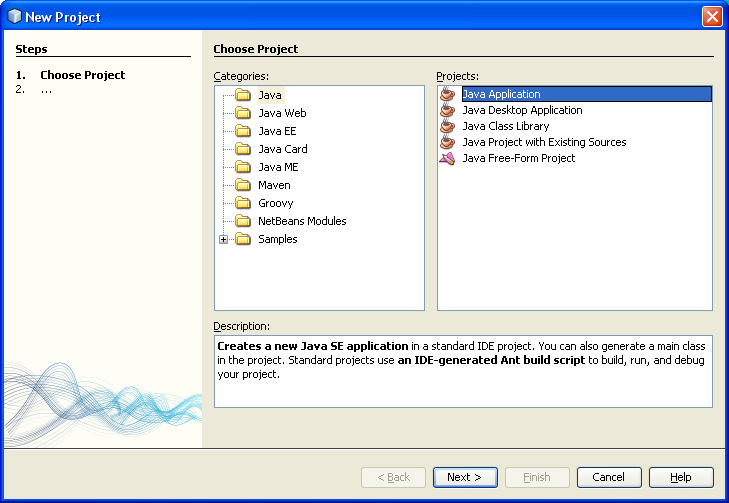 New Project
Steps
1. Choose Project
2. ...
Choose Project
Categories:
Java
Java Web
Java EE
Java Card
Java ME
Maven
Groovy
NetBeans Modules
Samples
Projects:
Java Application
Java Desktop Application
Java Class Library
Java Project with Existing Sources
Java Free-Form Project
Description:
Creates a new Java SE application in a standard IDE project. You can also generate a main class
in the project. Standard projects use an IDE-generated Ant build script to build, run, and debug
your project.
< Back
Next >
Finish
Cancel
Help